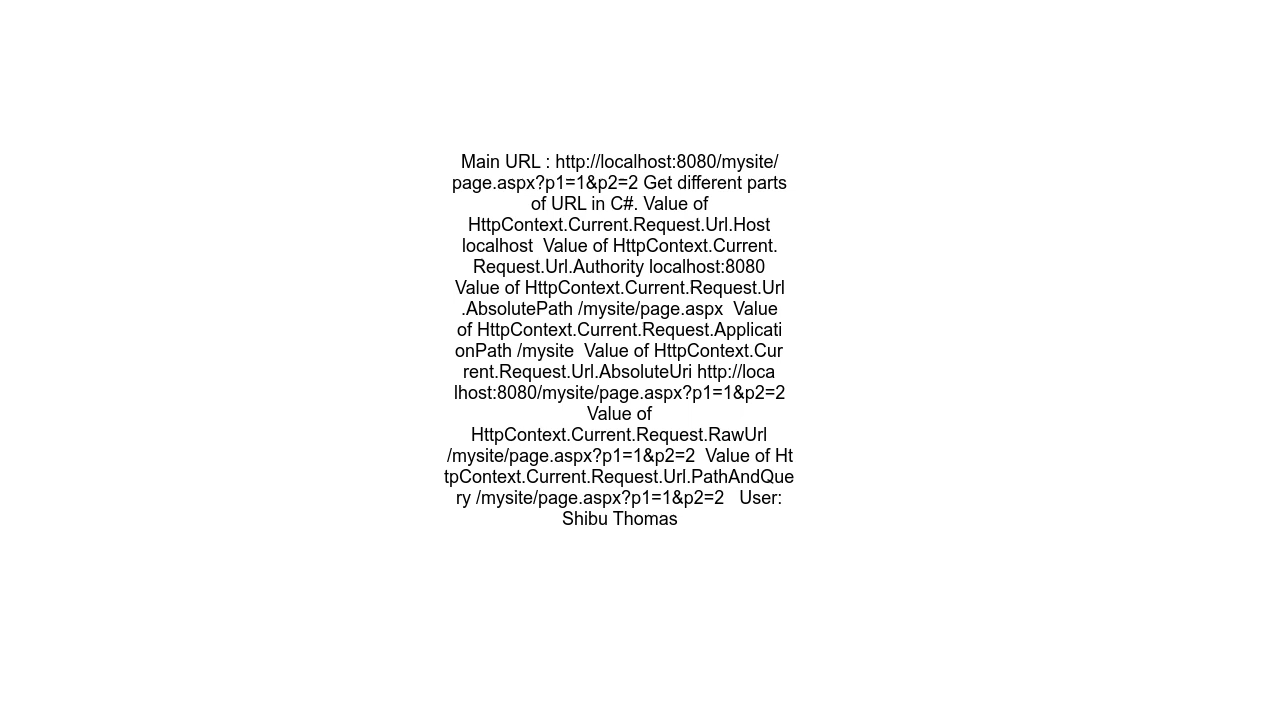 Main URL : http://localhost:8080/mysite/
page.aspx?p1=1&p2=2 Get different parts
of URL in C#. Value of
HttpContext.Current.Request.Url.Host
localhost  Value of HttpContext.Current.
Request.Url.Authority localhost:8080
Value of HttpContext.Current.Request.Url
.AbsolutePath /mysite/page.aspx  Value
of HttpContext.Current.Request.Applicati
onPath /mysite  Value of HttpContext.Cur
rent.Request.Url.AbsoluteUri http://loca
lhost:8080/mysite/page.aspx?p1=1&p2=2
Value of
HttpContext.Current.Request.RawUrl
/mysite/page.aspx?p1=1&p2=2  Value of Ht
tpContext.Current.Request.Url.PathAndQue
ry /mysite/page.aspx?p1=1&p2=2   User:
Shibu Thomas